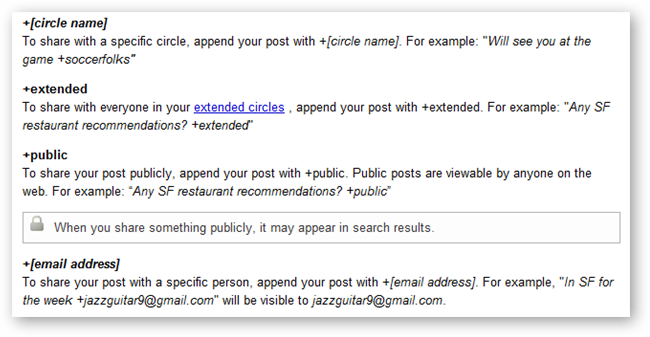 +[circle name]
To share with a specific circle, append your post with +[circle name]. For example: "Will see you at the
game +soccerfolks"
+extended
To share with everyone in your extended circles , append your post with +extended. For example: "Any SF
restaurant recommendations? +extended"
+public
To share your post publicly, append your post with +public. Public posts are viewable by anyone on the
web. For example: “Any SF restaurant recommendations? +public”
When you share something publicly, it may appear in search results.
+[email address]
To share your post with a specific person, append your post with +[email address]. For example, "In SF for
the week +jazzguitar9@gmail.com" will be visible to jazzguitar9@gmail.com.